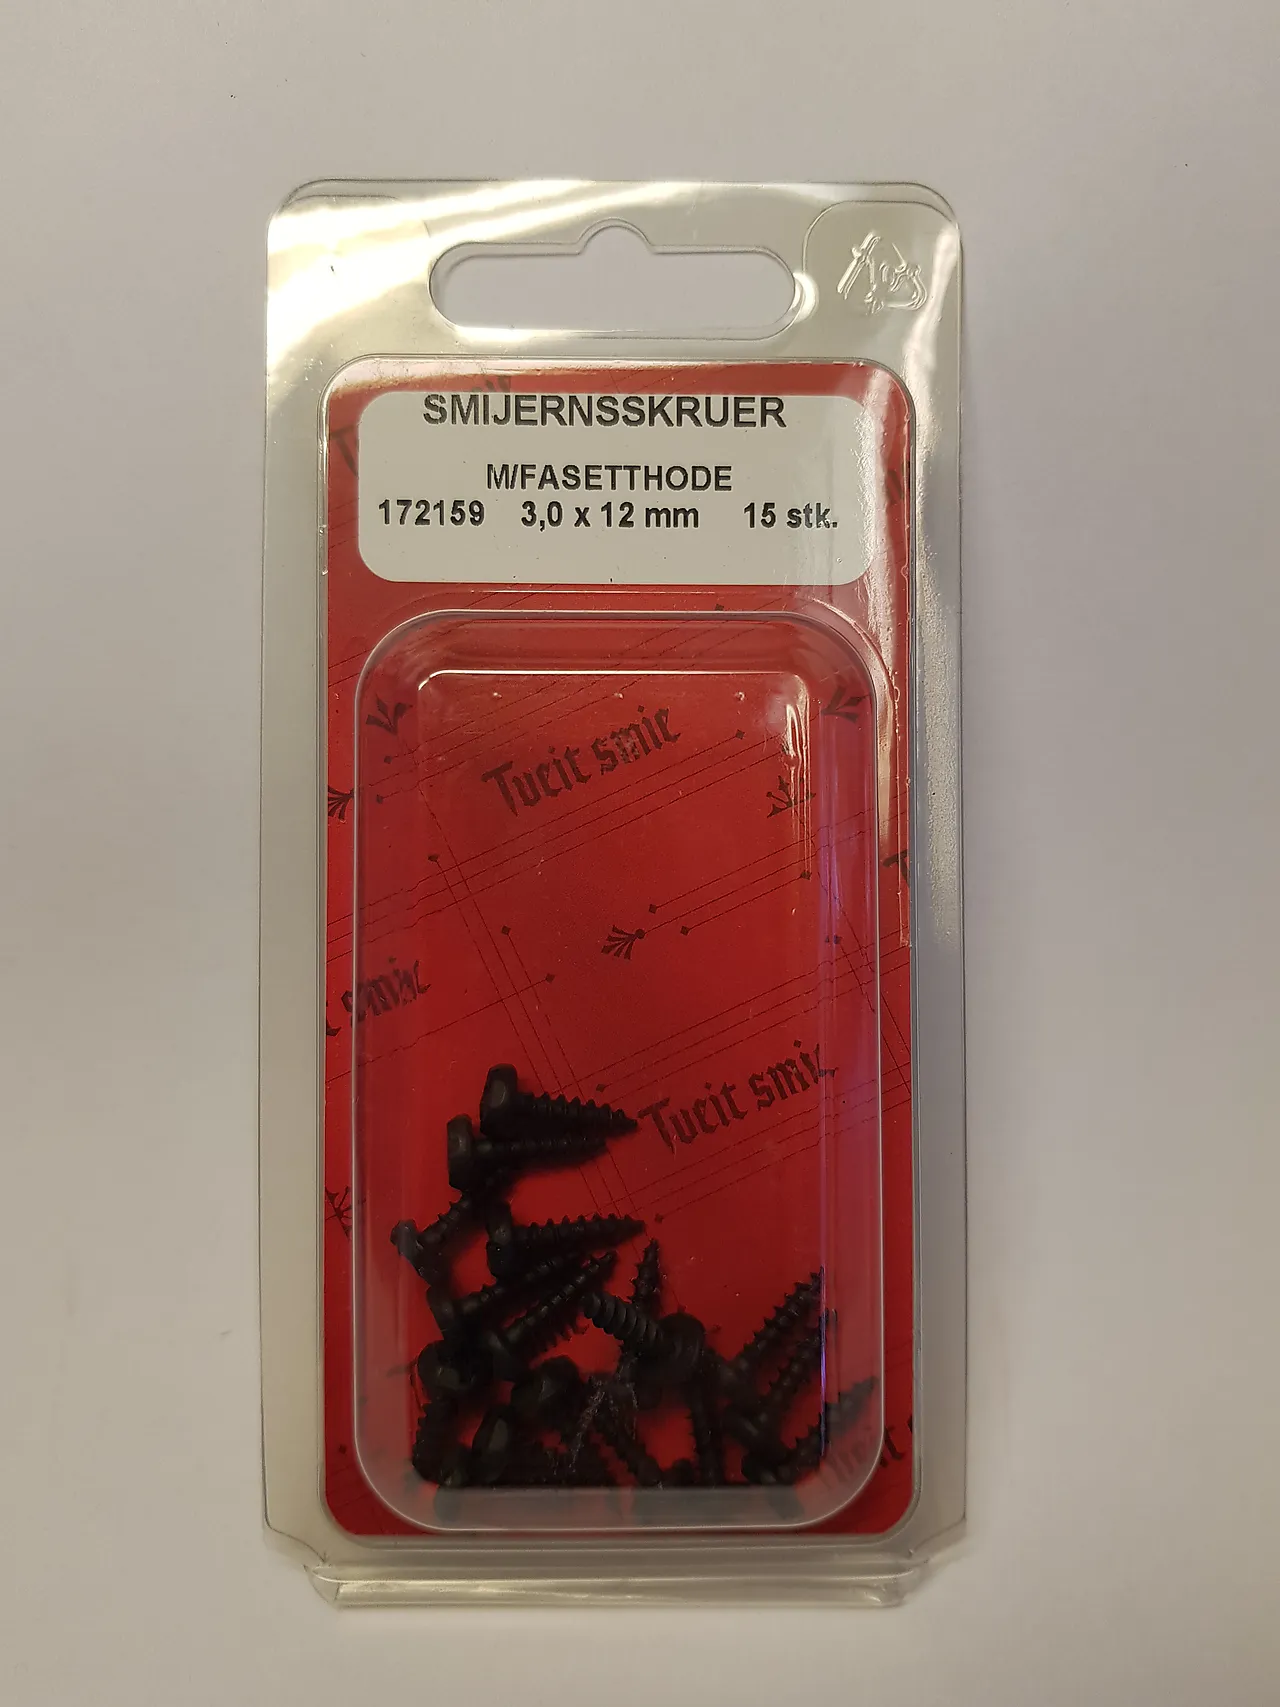 SMIJERNSSKRUER
M/FASETTHODE
172159 3,0 x 12 mm 15 stk.
Tveit smie
t smie
Tveit smie
Tveit